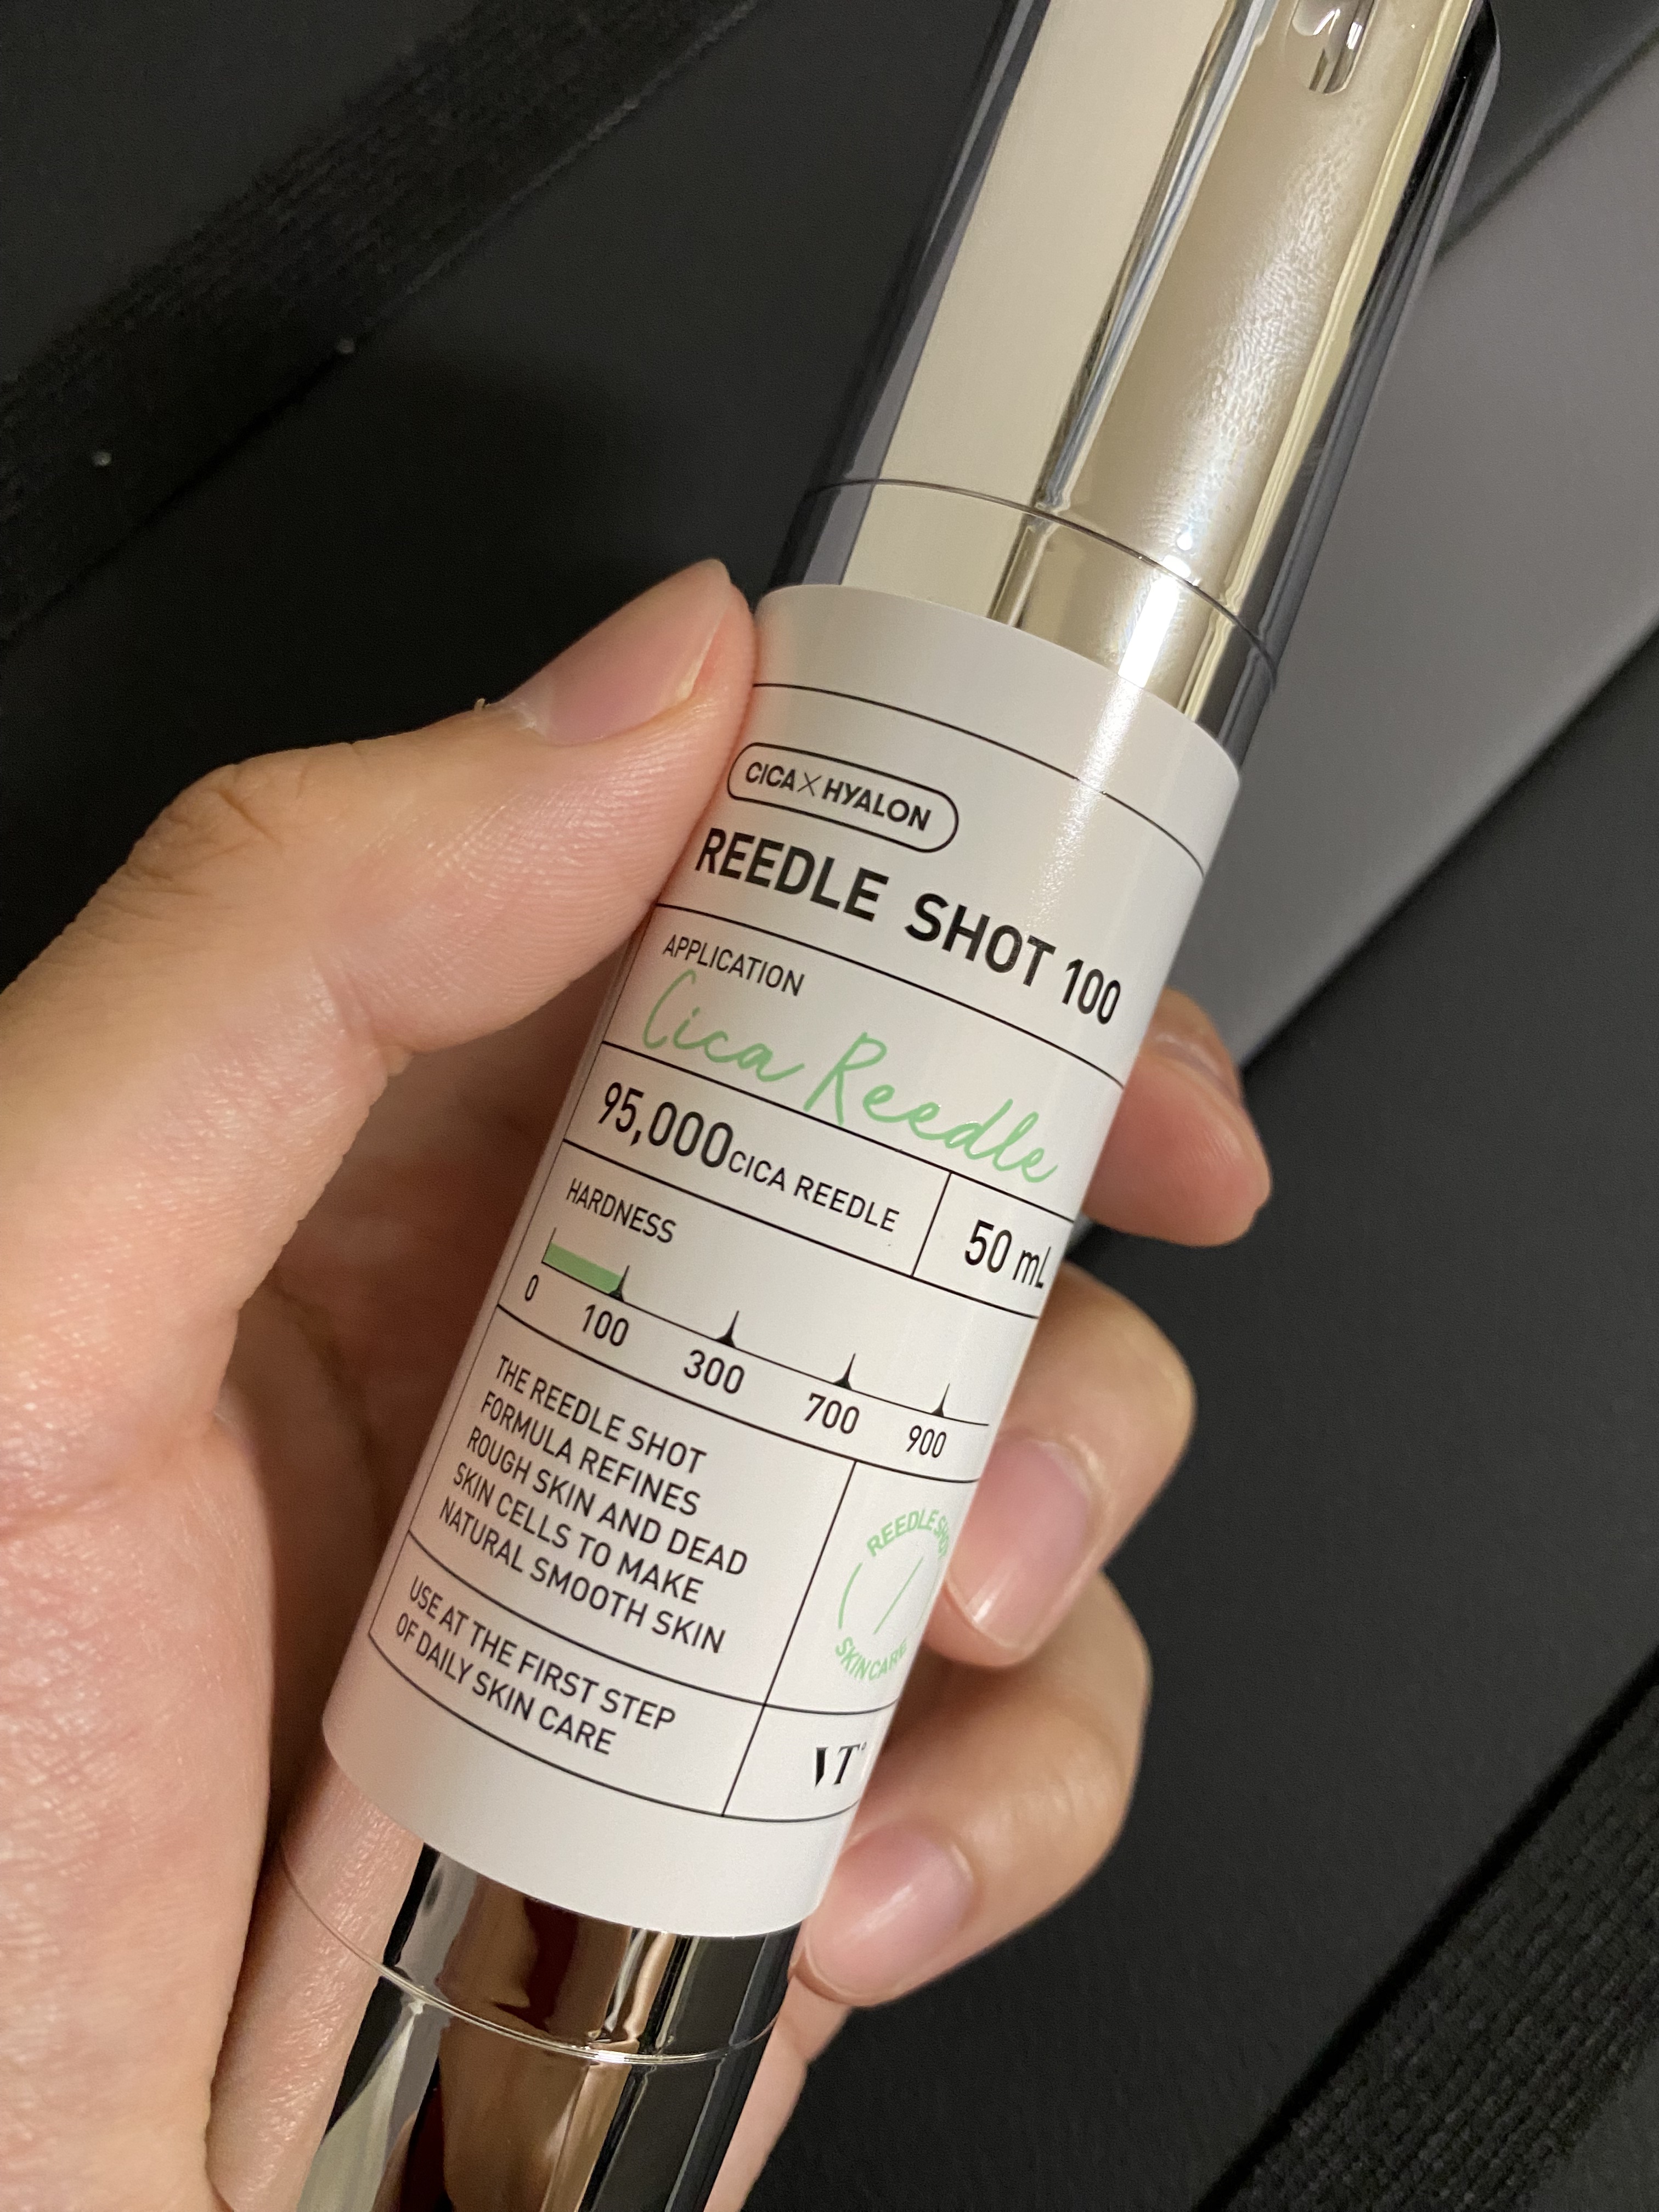 CICA×HYALON
REEDLE SHOT 100
APPLICATION
Cica Reedle
95,000 CICA REEDLE
50 mL
HARDNESS
0 100 300 700 900
THE REEDLE SHOT
FORMULA REFINES
ROUGH SKIN AND DEAD
SKIN CELLS TO MAKE
NATURAL SMOOTH SKIN
REEDLE SHOT
SKINCARE
USE AT THE FIRST STEP
OF DAILY SKIN CARE
VT